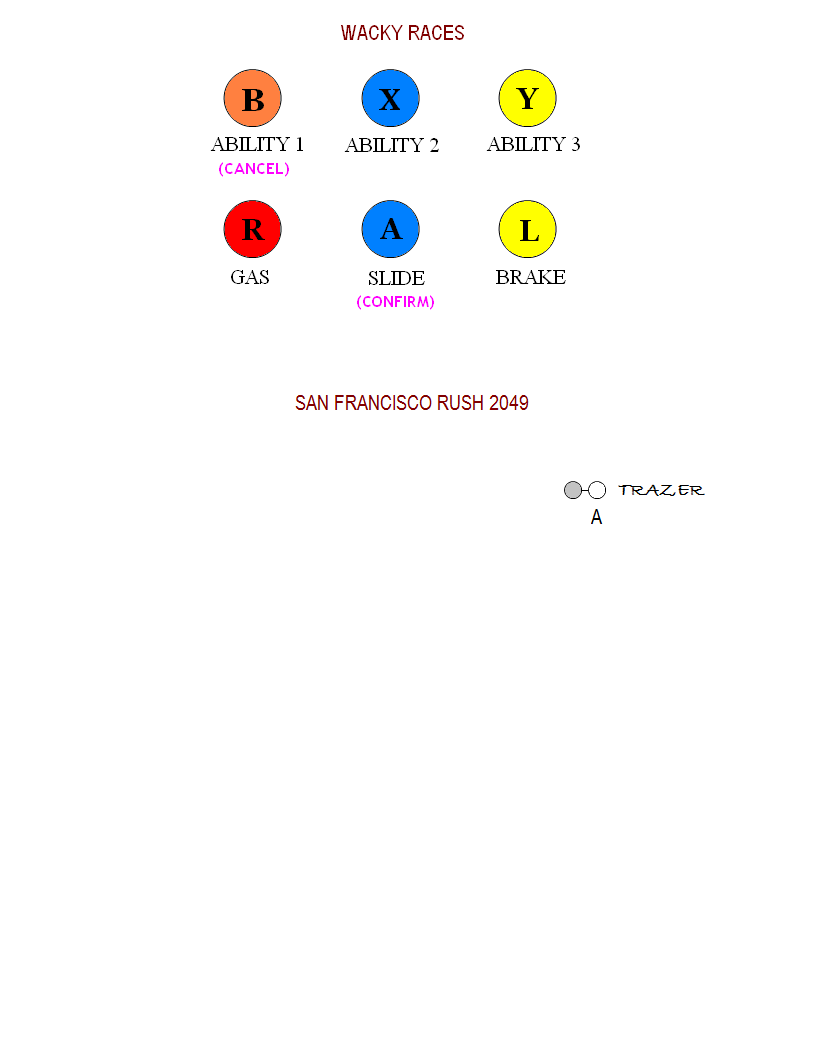 WACKY RACES
B X Y
ABILITY 1 ABILITY 2 ABILITY 3
(CANCEL)
R A L
GAS SLIDE BRAKE
(CONFIRM)
SAN FRANCISCO RUSH 2049
TRAZER
A